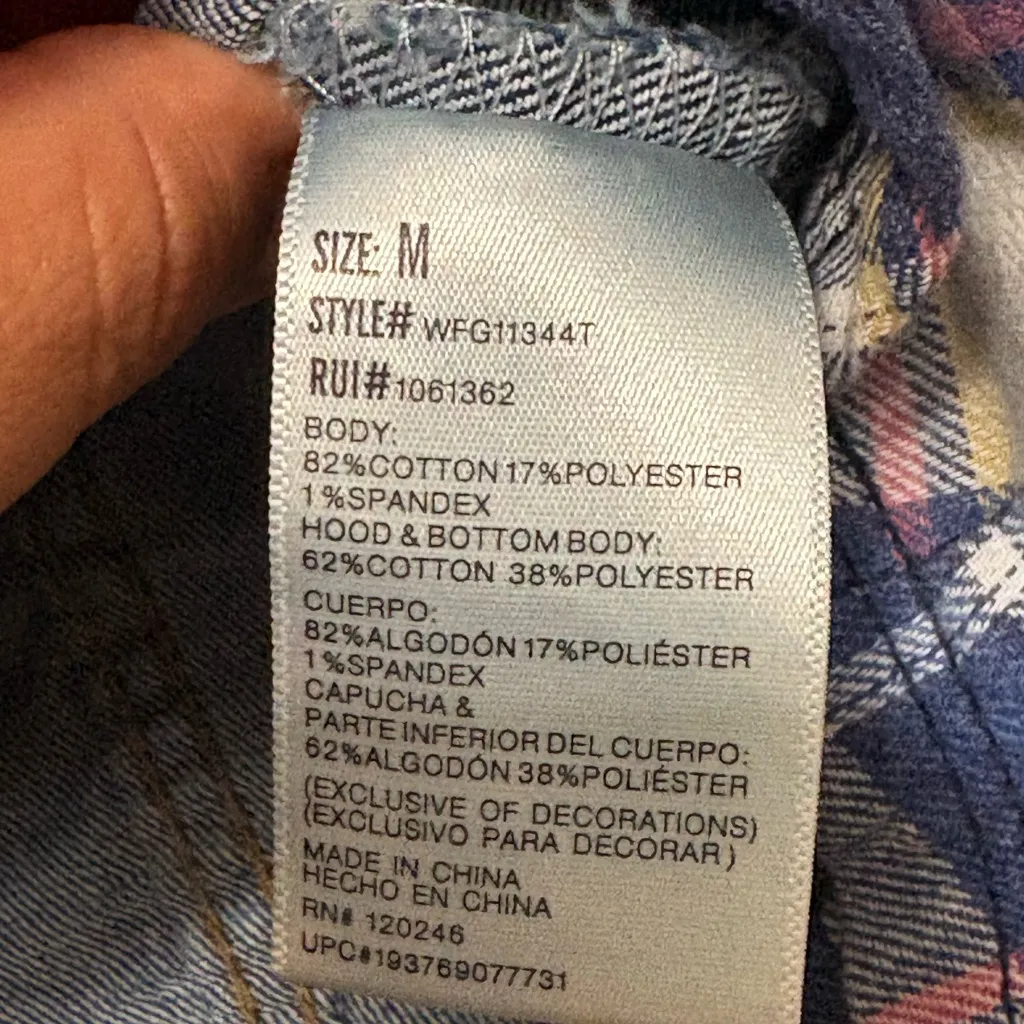 SIZE: M
STYLE# WFG11344T
RUI# 1061362
BODY:
82%COTTON 17%POLYESTER
1%SPANDEX
HOOD & BOTTOM BODY:
62%COTTON 38%POLYESTER
CUERPO:
82%ALGODÓN 17%POLIÉSTER
1%SPANDEX
CAPUCHA &
PARTE INFERIOR DEL CUERPO:
62%ALGODÓN 38%POLIÉSTER
(EXCLUSIVE OF DECORATIONS)
(EXCLUSIVO PARA DECORAR)
MADE IN CHINA
HECHO EN CHINA
RN# 120246
UPC#193769077731